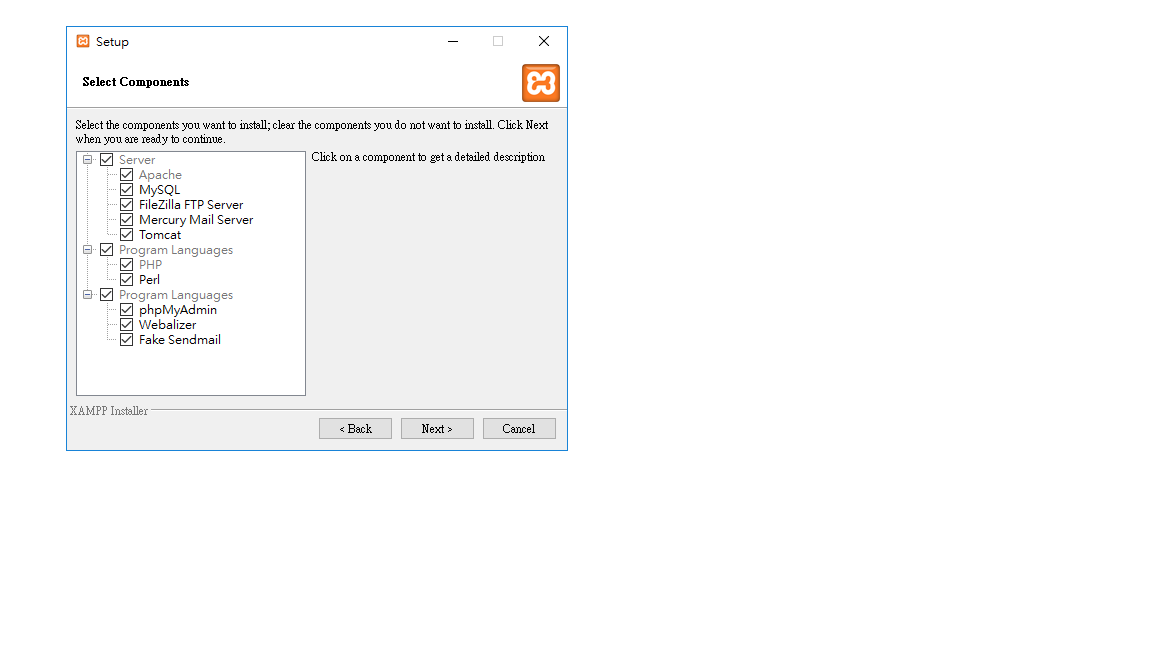 Setup
Select Components
Select the components you want to install; clear the components you do not want to install. Click Next
when you are ready to continue.
Server
Apache
MySQL
FileZilla FTP Server
Mercury Mail Server
Tomcat
Program Languages
PHP
Perl
Program Languages
phpMyAdmin
Webalizer
Fake Sendmail
Click on a component to get a detailed description
XAMPP Installer
< Back
Next >
Cancel